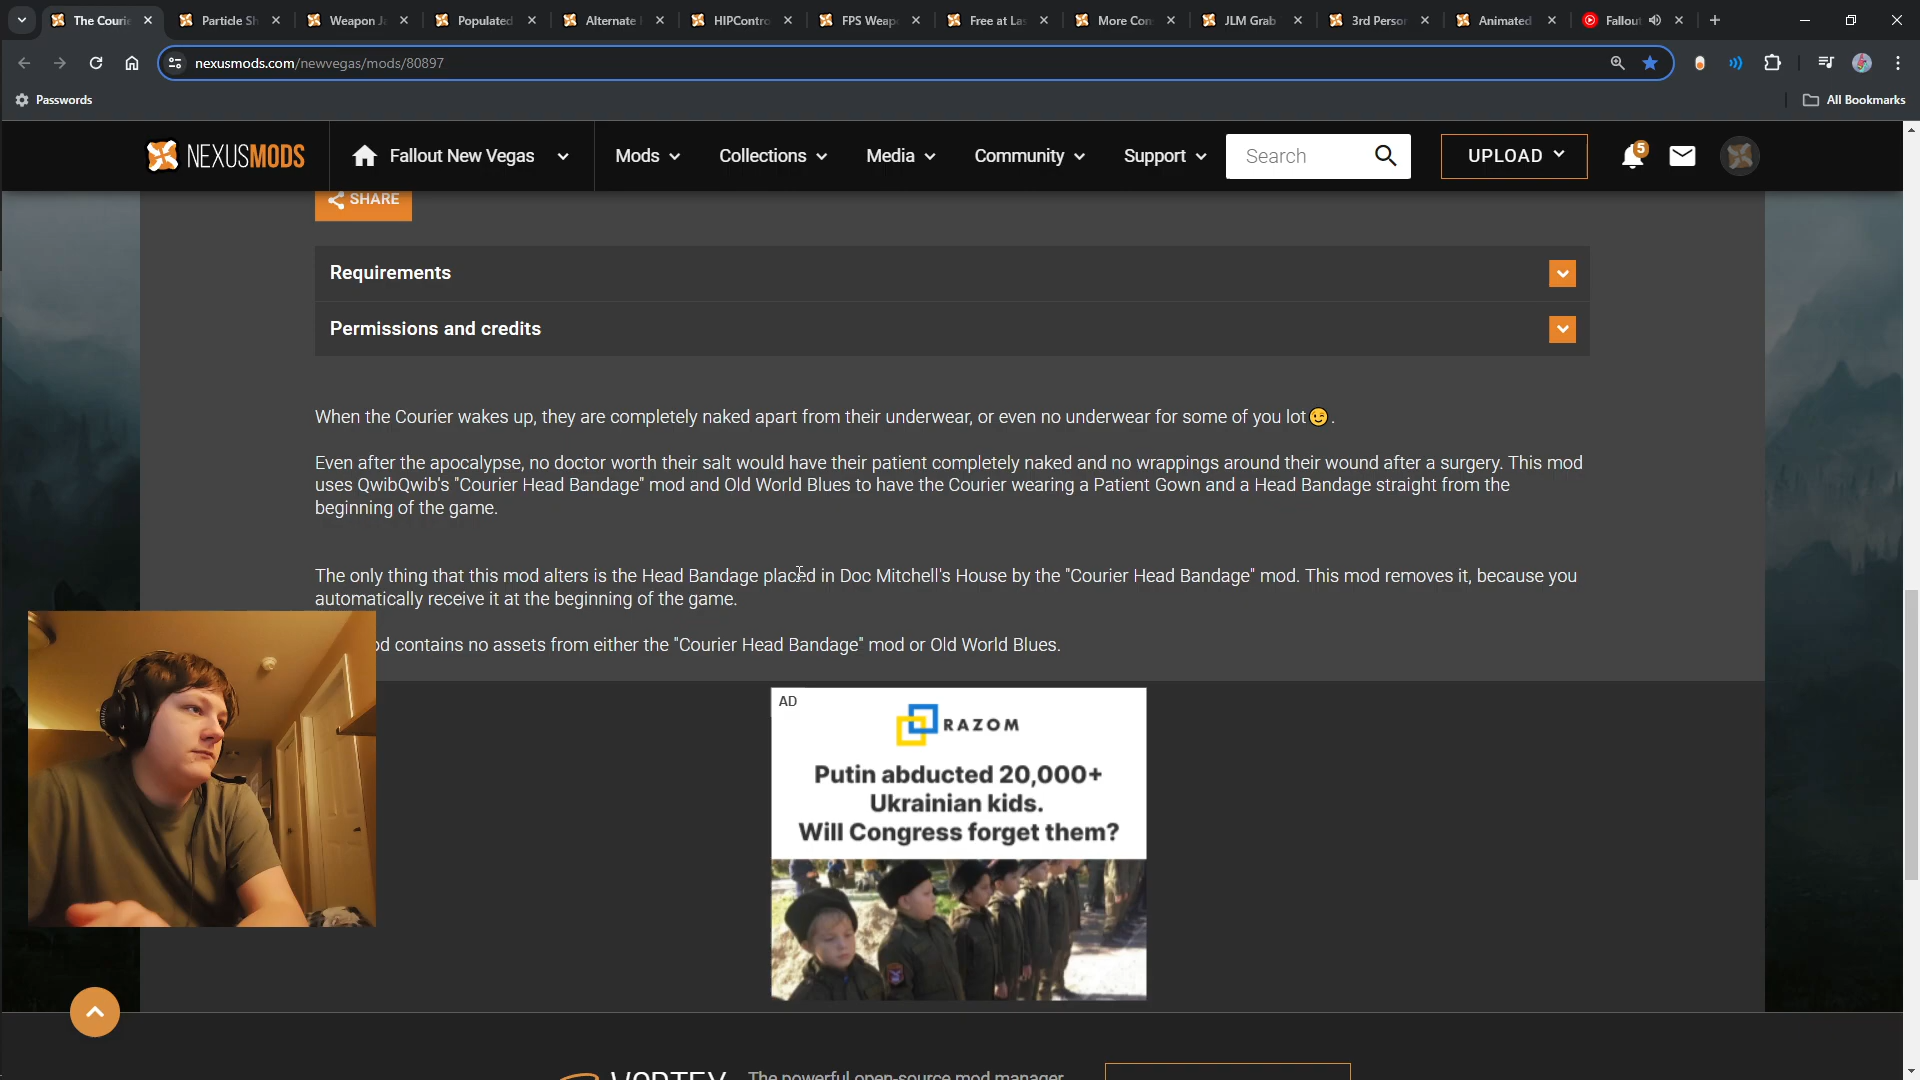 The Courie
Particle Sh
Weapon Ja
Populated
Alternate
HIPContro
FPS Weap
Free at Las
More Con
JLM Grab
3rd Perso
Animated
Fallout
nexusmods.com/newvegas/mods/80897
Passwords
All Bookmarks
NEXUSMODS
Fallout New Vegas
Mods
Collections
Media
Community
Support
Search
UPLOAD
5
SHARE
Requirements
Permissions and credits
When the Courier wakes up, they are completely naked apart from their underwear, or even no underwear for some of you lot😉.
Even after the apocalypse, no doctor worth their salt would have their patient completely naked and no wrappings around their wound after a surgery. This mod
uses QwibQwib's "Courier Head Bandage" mod and Old World Blues to have the Courier wearing a Patient Gown and a Head Bandage straight from the
beginning of the game.
The only thing that this mod alters is the Head Bandage placed in Doc Mitchell's House by the "Courier Head Bandage" mod. This mod removes it, because you
automatically receive it at the beginning of the game.
od contains no assets from either the "Courier Head Bandage" mod or Old World Blues.
AD
RAZOM
Putin abducted 20,000+
Ukrainian kids.
Will Congress forget them?
VORTEX
The powerful open-source mod manager